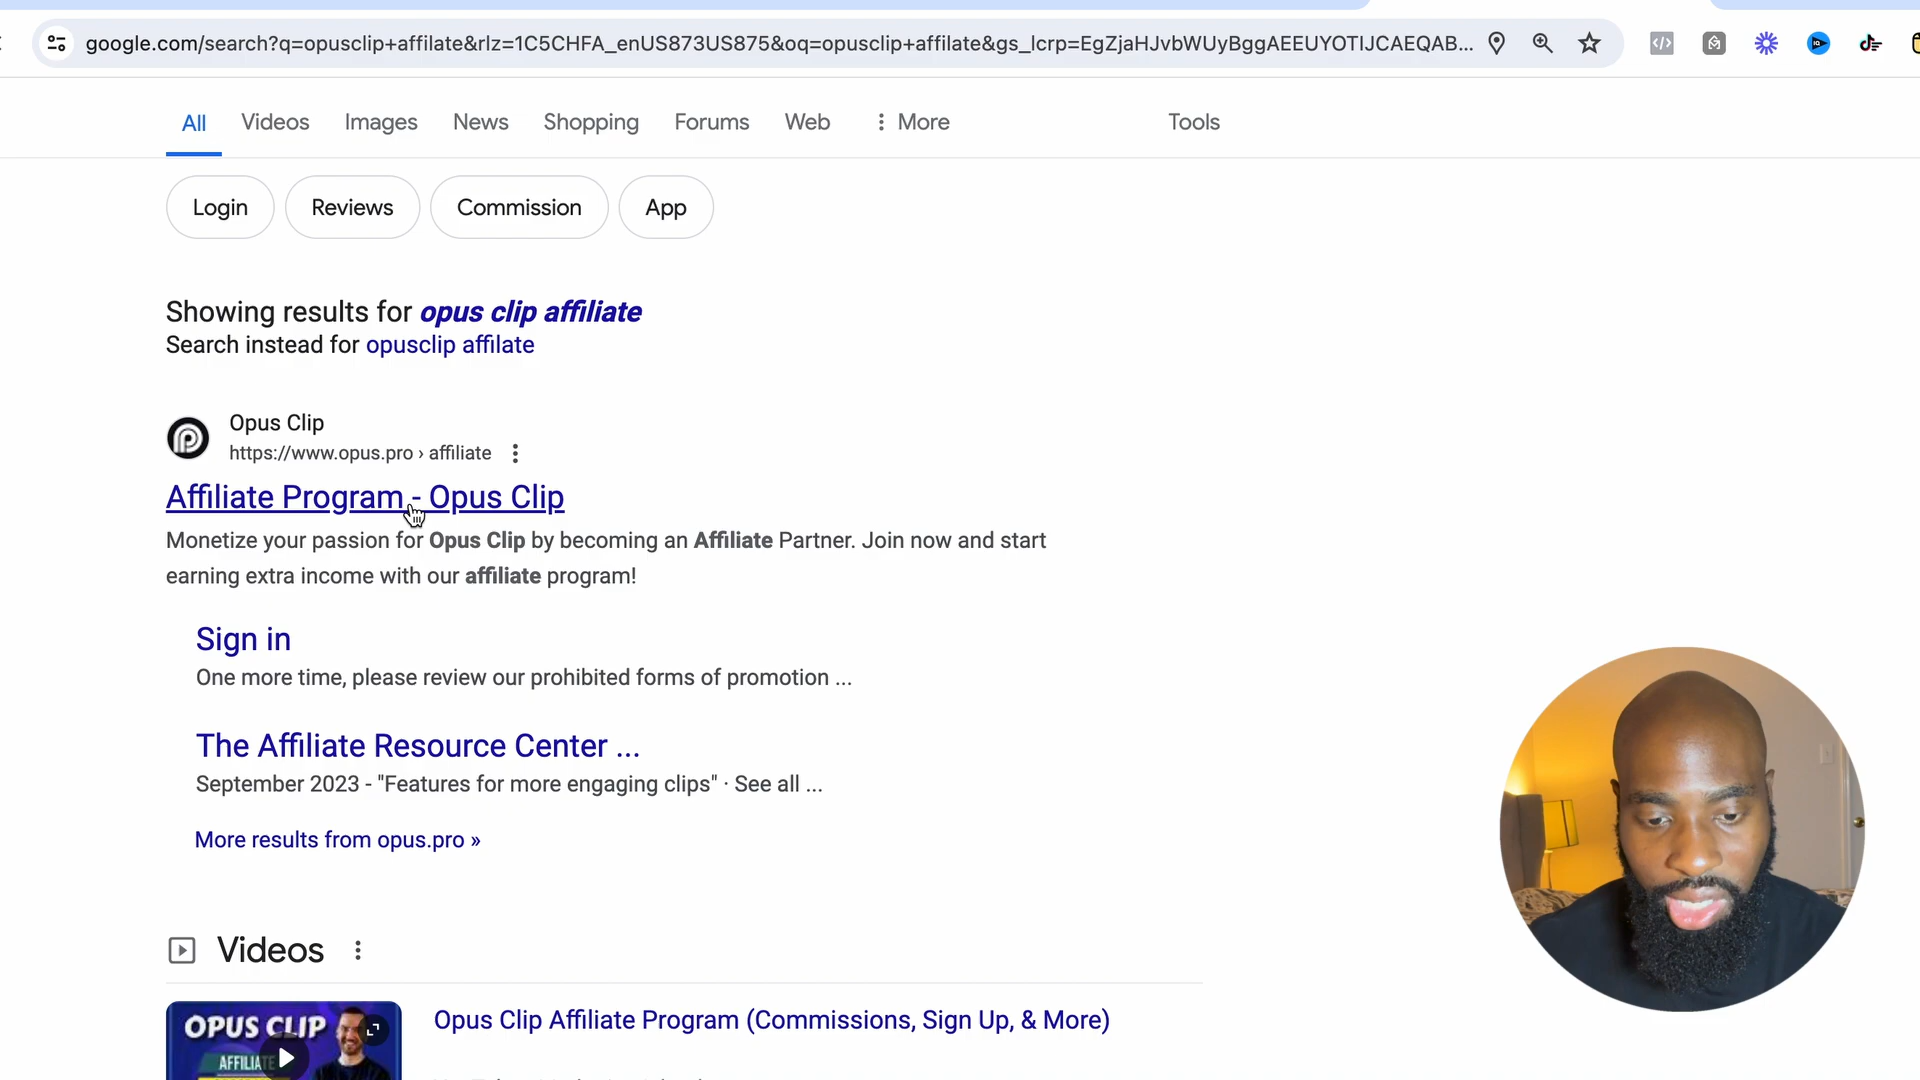 google.com/search?q=opusclip+affilate&rlz=1C5CHFA_enUS873US875&oq=opusclip+affilate&gs_lcrp=EgZjaHJvbWUyBggAEEUYOTIJCAEQAB...
All Videos Images News Shopping Forums Web More Tools
Login Reviews Commission App
Showing results for opus clip affiliate
Search instead for opusclip affilate
Opus Clip
https://www.opus.pro › affiliate
Affiliate Program - Opus Clip
Monetize your passion for Opus Clip by becoming an Affiliate Partner. Join now and start
earning extra income with our affiliate program!
Sign in
One more time, please review our prohibited forms of promotion ...
The Affiliate Resource Center ...
September 2023 - "Features for more engaging clips" · See all ...
More results from opus.pro »
Videos
OPUS CLIP
AFFILIATE
Opus Clip Affiliate Program (Commissions, Sign Up, & More)